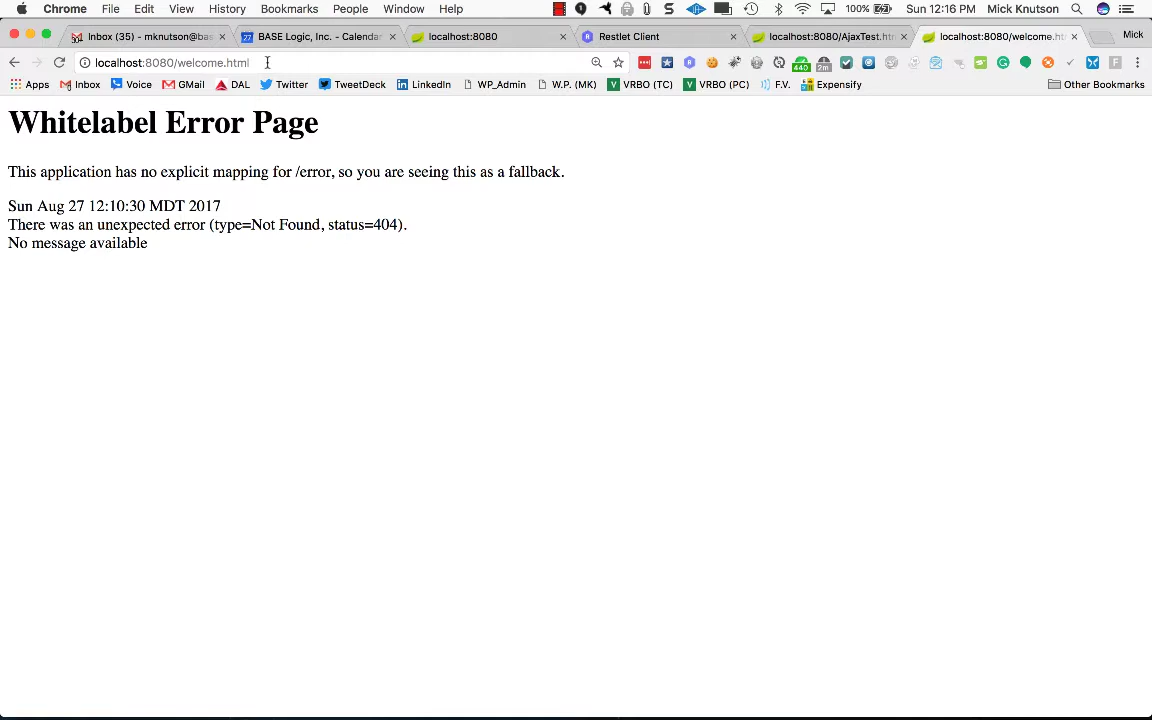 Chrome File Edit View History Bookmarks People Window Help 100% Sun 12:16 PM Mick Knutson
Inbox (35) - mknutson@bas BASE Logic, Inc. - Calendar localhost:8080 Restlet Client localhost:8080/AjaxTest.htm localhost:8080/welcome.ht Mick
localhost:8080/welcome.html
Apps Inbox Voice GMail DAL Twitter TweetDeck LinkedIn WP_Admin W.P. (MK) VRBO (TC) VRBO (PC) F.V. Expensify Other Bookmarks
Whitelabel Error Page
This application has no explicit mapping for /error, so you are seeing this as a fallback.
Sun Aug 27 12:10:30 MDT 2017
There was an unexpected error (type=Not Found, status=404).
No message available